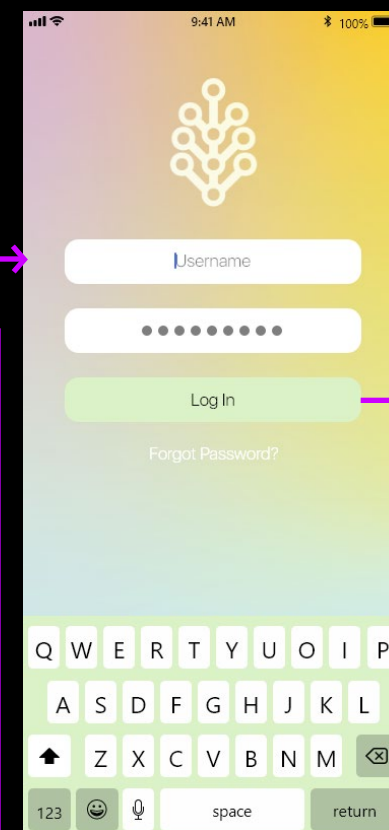 9:41 AM 100%
Username
Log In
Forgot Password?
Q W E R T Y U O I P
A S D F G H J K L
Z X C V B N M
123 space return